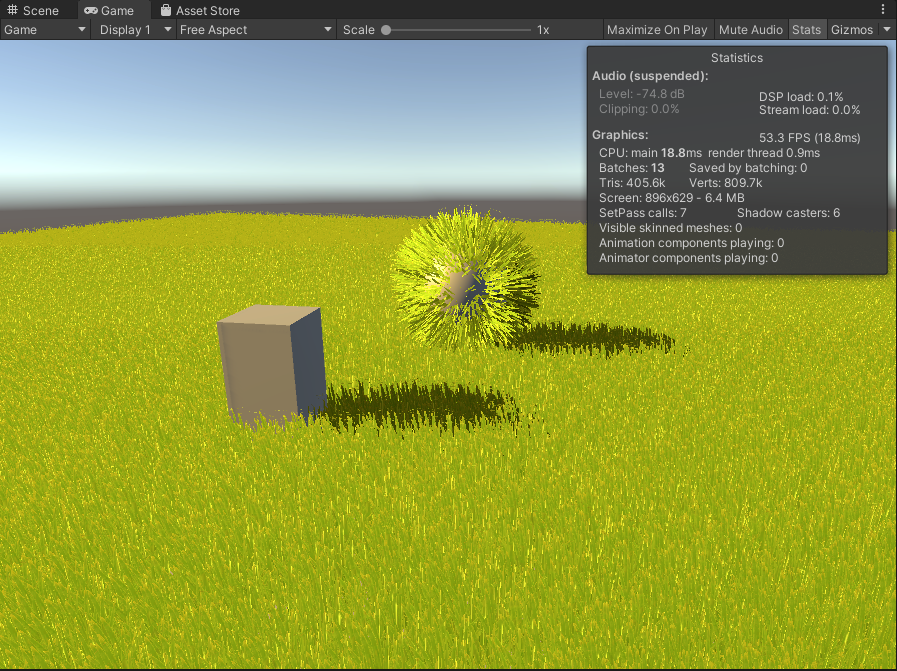 Scene Game Asset Store
Game Display 1 Free Aspect Scale 1x Maximize On Play Mute Audio Stats Gizmos
Statistics
Audio (suspended):
Level: -74.8 dB DSP load: 0.1%
Clipping: 0.0% Stream load: 0.0%
Graphics: 53.3 FPS (18.8ms)
CPU: main 18.8ms render thread 0.9ms
Batches: 13 Saved by batching: 0
Tris: 405.6k Verts: 809.7k
Screen: 896x629 - 6.4 MB
SetPass calls: 7 Shadow casters: 6
Visible skinned meshes: 0
Animation components playing: 0
Animator components playing: 0